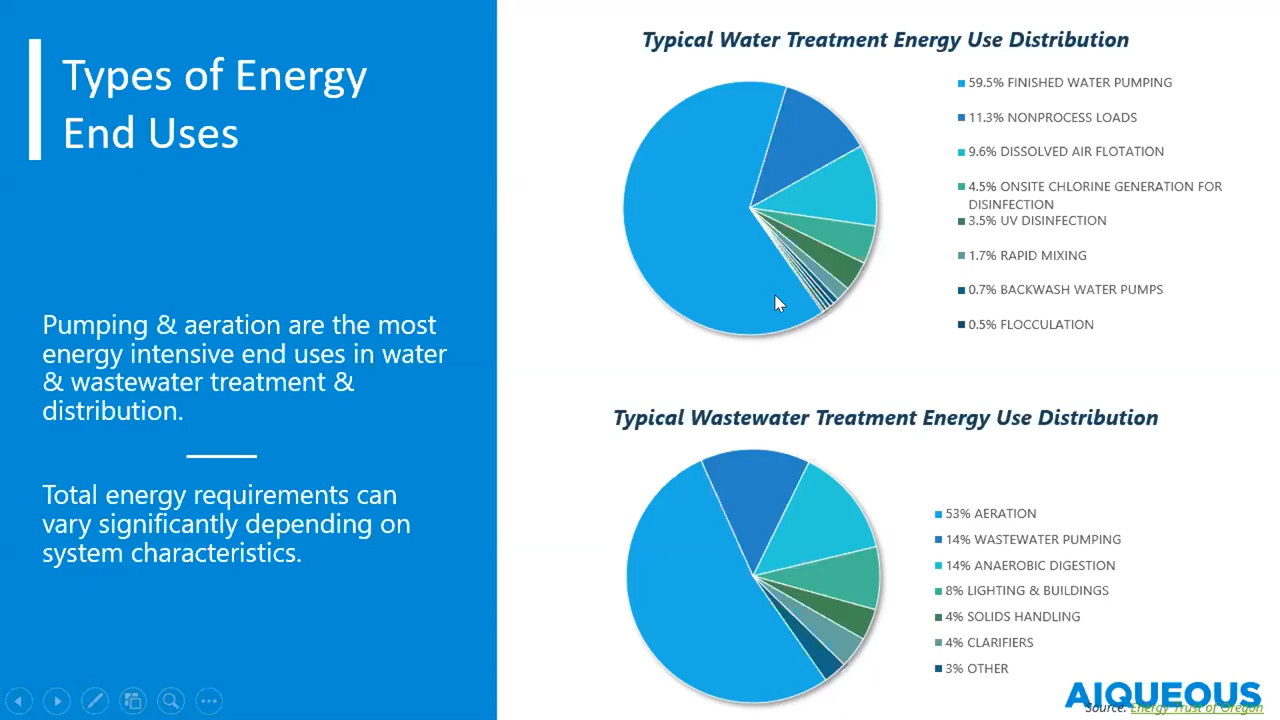 Types of Energy
End Uses
Pumping & aeration are the most
energy intensive end uses in water
& wastewater treatment &
distribution.
Total energy requirements can
vary significantly depending on
system characteristics.
Typical Water Treatment Energy Use Distribution
59.5% FINISHED WATER PUMPING
11.3% NONPROCESS LOADS
9.6% DISSOLVED AIR FLOTATION
4.5% ONSITE CHLORINE GENERATION FOR
DISINFECTION
3.5% UV DISINFECTION
1.7% RAPID MIXING
0.7% BACKWASH WATER PUMPS
0.5% FLOCCULATION
Typical Wastewater Treatment Energy Use Distribution
53% AERATION
14% WASTEWATER PUMPING
14% ANAEROBIC DIGESTION
8% LIGHTING & BUILDINGS
4% SOLIDS HANDLING
4% CLARIFIERS
3% OTHER
AIQUEOUS
Source: Energy Trust of Oregon